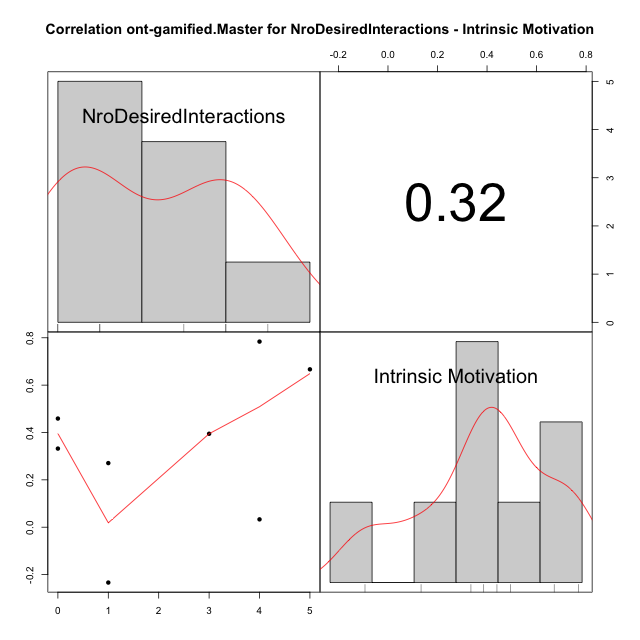 Correlation ont-gamified.Master for NroDesiredInteractions - Intrinsic Motivation
-0.2 0.0 0.2 0.4 0.6 0.8
NroDesiredInteractions
0.32
5
4
3
2
1
0
0.8
0.6
0.4
0.2
0.0
-0.2
Intrinsic Motivation
0 1 2 3 4 5